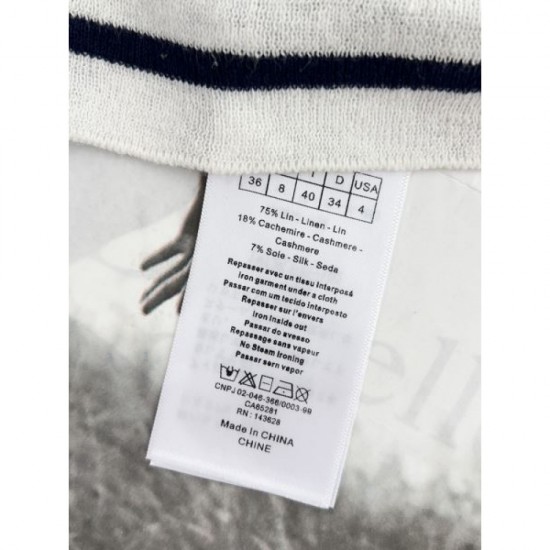 D USA
36 8 40 34 4
75% Lin - Linen - Lin
18% Cachemire - Cashmere -
Cashmere
7% Soie - Silk - Seda
Repasser avec un tissu interposé
Iron garment under a cloth
Passar com um tecido interposto
Repasser sur l'envers
Iron inside out
Passar do avesso
Repassage sans vapeur
No Steam Ironing
Passar sem vapor
CNPJ 02-046-366/0003-99
CA65281
RN : 143628
Made In CHINA
CHINE
ell